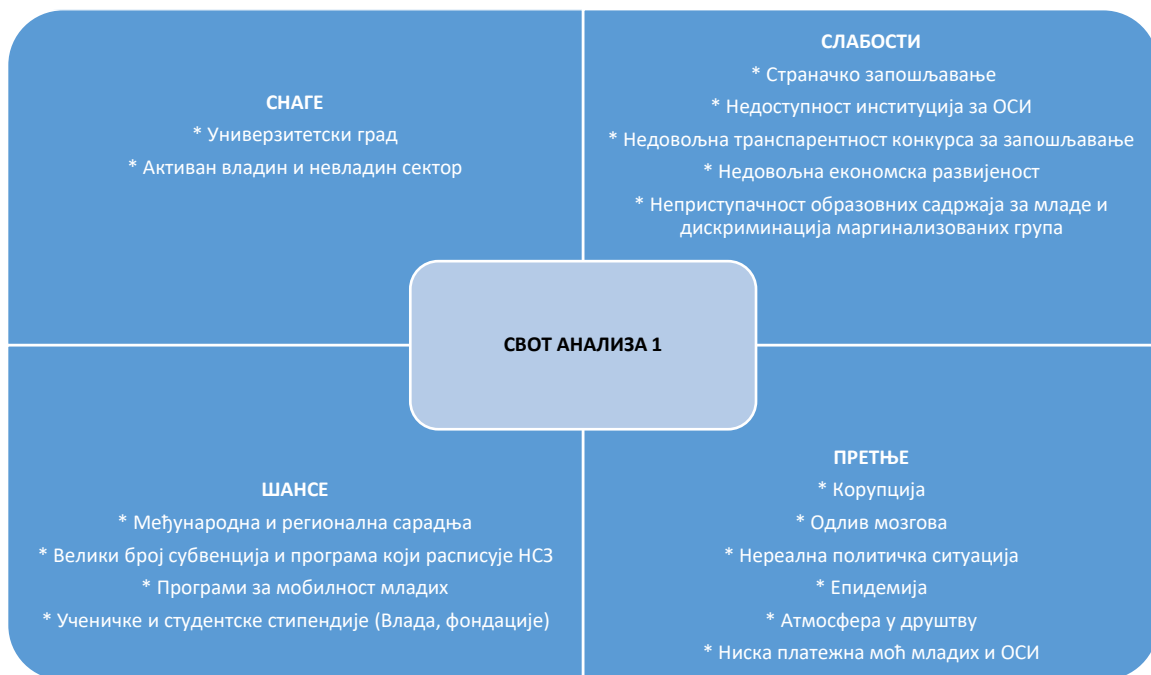 СНАГЕ
* Универзитетски град
* Активан владин и невладин сектор
СЛАБОСТИ
* Страначко запошљавање
* Недоступност институција за ОСИ
* Недовољна транспарентност конкурса за запошљавање
* Недовољна економска развијеност
* Неприступачност образовних садржаја за младе и
дискриминација маргинализованих група
СВОТ АНАЛИЗА 1
ШАНСЕ
* Међународна и регионална сарадња
* Велики број субвенција и програма који расписује НСЗ
* Програми за мобилност младих
* Ученичке и студентске стипендије (Влада, фондације)
ПРЕТЊЕ
* Корупција
* Одлив мозгова
* Нереална политичка ситуација
* Епидемија
* Атмосфера у друштву
* Ниска платежна моћ младих и ОСИ